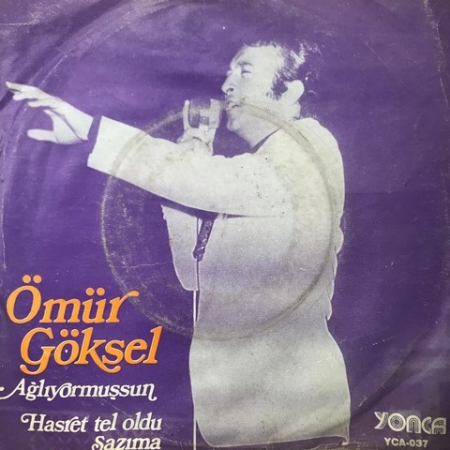 Ömür
Göksel
Ağlıyormuşsun
Hasret tel oldu
Sazıma
YONCA
YCA-037